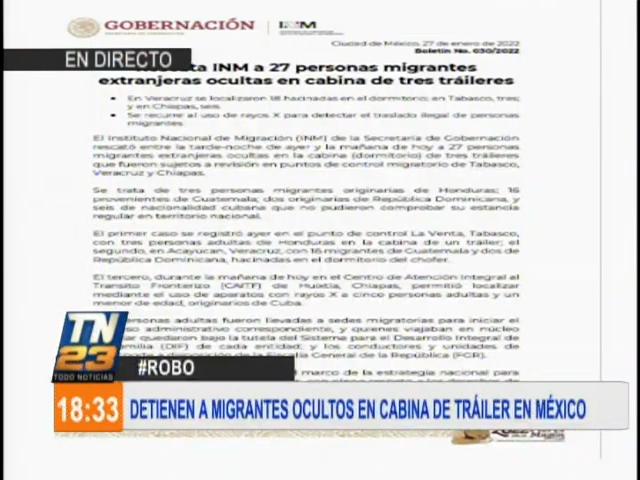 GOBERNACIÓN
INM
Ciudad de México, 27 de enero de 2022
Boletín No. 030/2022
EN DIRECTO
INM a 27 personas migrantes
extranjeras ocultas en cabina de tres tráileres
En Veracruz se localizaron 18 hacinadas en el dormitorio; en Tabasco, tres;
y en Chiapas, seis.
Se recurre al uso de rayos X para detectar el traslado ilegal de personas
migrantes.
El Instituto Nacional de Migración (INM) de la Secretaría de Gobernación
rescató entre la tarde-noche de ayer y la mañana de hoy a 27 personas
migrantes extranjeras ocultas en la cabina (dormitorio) de tres tráileres
que fueron sujetos a revisión en puntos de control migratorio de Tabasco,
Veracruz y Chiapas.
Se trata de tres personas migrantes originarias de Honduras; 16
provenientes de Guatemala; dos originarios de República Dominicana, y
seis de nacionalidad cubana que no pudieron comprobar su estancia
regular en territorio nacional.
El primer caso se registró ayer en el punto de control La Venta, Tabasco,
con tres personas adultas de Honduras en la cabina de un tráiler; el
segundo, en Acayucan, Veracruz, con 16 migrantes de Guatemala y dos de
República Dominicana, hacinadas en el dormitorio del chofer.
El tercero, durante la mañana de hoy en el Centro de Atención Integral al
Tránsito Fronterizo (CAITF) de Huixtla, Chiapas, permitió localizar
mediante el uso de aparatos con rayos X a cinco personas adultas y un
menor de edad, originarios de Cuba.
personas adultas fueron llevadas a sedes migratorias para iniciar el
administrativo correspondiente, y quienes viajaban en núcleo
quedaron bajo la tutela del Sistema para el Desarrollo Integral de
(DIF) de cada entidad; y los conductores y unidades de
Fiscalía General de la República (FGR).
marco de la estrategia nacional para
TN
23
TODO NOTICIAS
#ROBO
18:33
DETIENEN A MIGRANTES OCULTOS EN CABINA DE TRÁILER EN MÉXICO